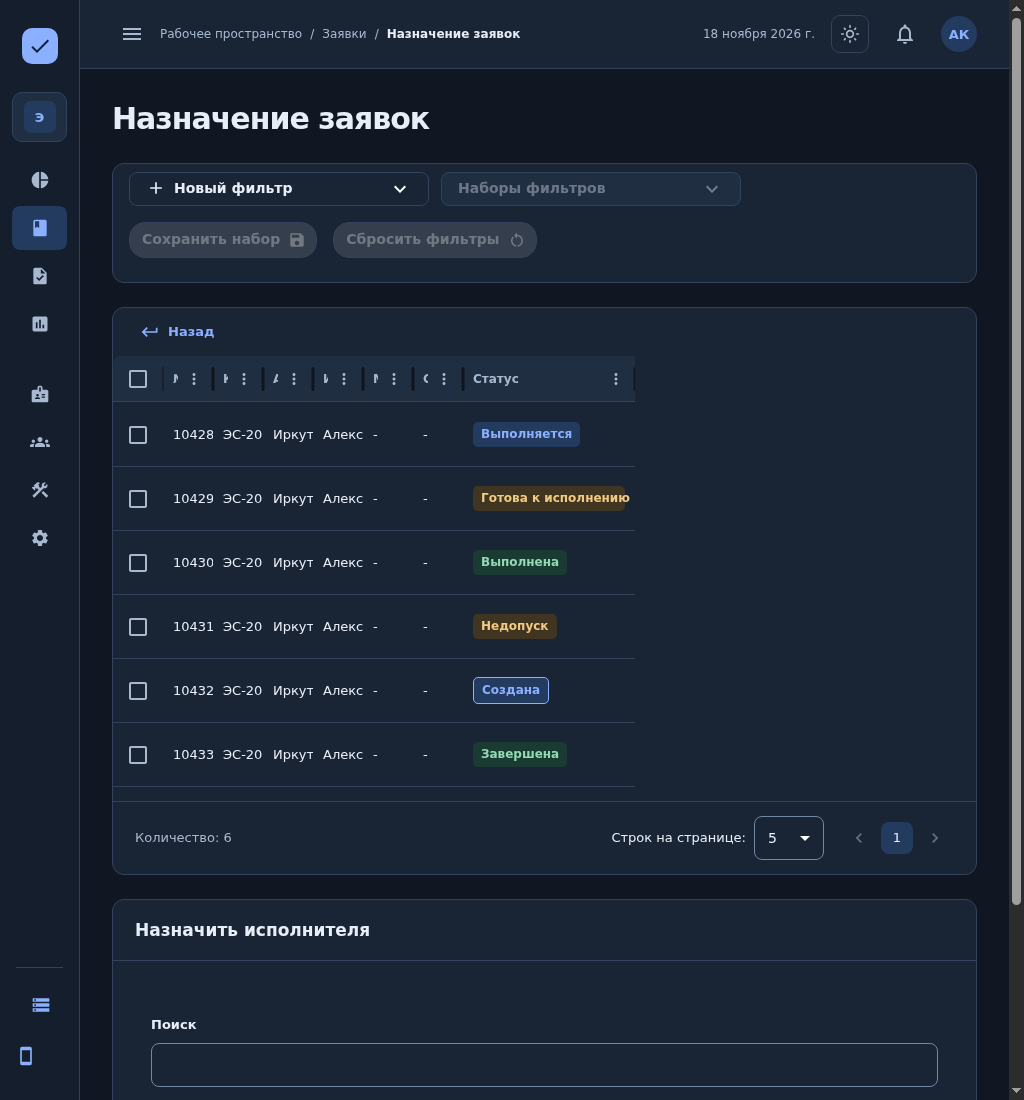 Рабочее пространство / Заявки / Назначение заявок
18 ноября 2026 г.
АК
Э
Назначение заявок
Новый фильтр
Наборы фильтров
Сохранить набор
Сбросить фильтры
Назад
Статус
10428 ЭС-20 Иркут Алекс - - Выполняется
10429 ЭС-20 Иркут Алекс - - Готова к исполнению
10430 ЭС-20 Иркут Алекс - - Выполнена
10431 ЭС-20 Иркут Алекс - - Недопуск
10432 ЭС-20 Иркут Алекс - - Создана
10433 ЭС-20 Иркут Алекс - - Завершена
Количество: 6
Строк на странице: 5
1
Назначить исполнителя
Поиск